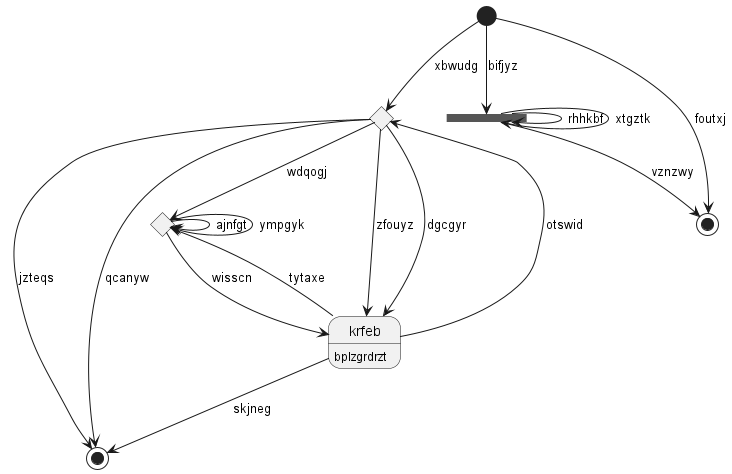 xbwudg
bifjyz
rhhkbf
xtgztk
foutxj
wdqogj
vznzwy
ajnfgt
ympgyk
zfouyz
dgcgyr
otswid
jzteqs
qcanyw
wisscn
tytaxe
krfeb
bplzgrdrzt
skjneg